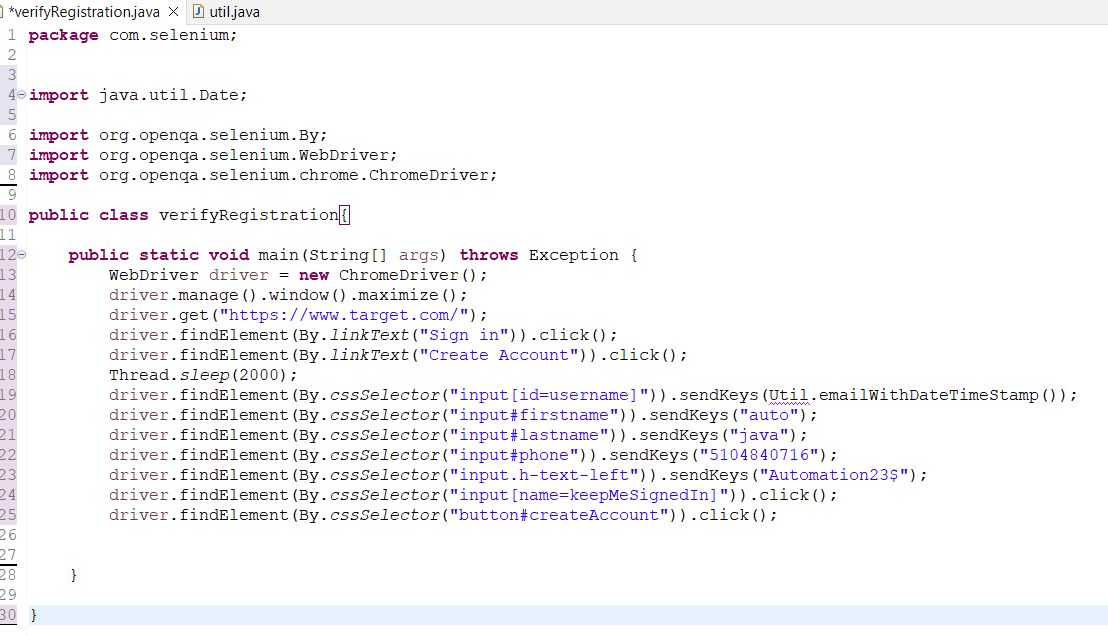 *verifyRegistration.java × util.java
1 package com.selenium;
2
3
4 import java.util.Date;
5
6 import org.openqa.selenium.By;
7 import org.openqa.selenium.WebDriver;
8 import org.openqa.selenium.chrome.ChromeDriver;
9
10 public class verifyRegistration{
11
12 public static void main(String[] args) throws Exception {
13 WebDriver driver = new ChromeDriver();
14 driver.manage().window().maximize();
15 driver.get("https://www.target.com/");
16 driver.findElement(By.linkText("Sign in")).click();
17 driver.findElement(By.linkText("Create Account")).click();
18 Thread.sleep(2000);
19 driver.findElement(By.cssSelector("input[id=username]")).sendKeys(Util.emailWithDateTimeStamp());
20 driver.findElement(By.cssSelector("input#firstname")).sendKeys("auto");
21 driver.findElement(By.cssSelector("input#lastname")).sendKeys("java");
22 driver.findElement(By.cssSelector("input#phone")).sendKeys("5104840716");
23 driver.findElement(By.cssSelector("input.h-text-left")).sendKeys("Automation23$");
24 driver.findElement(By.cssSelector("input[name=keepMeSignedIn]")).click();
25 driver.findElement(By.cssSelector("button#createAccount")).click();
26
27
28 }
29
30 }